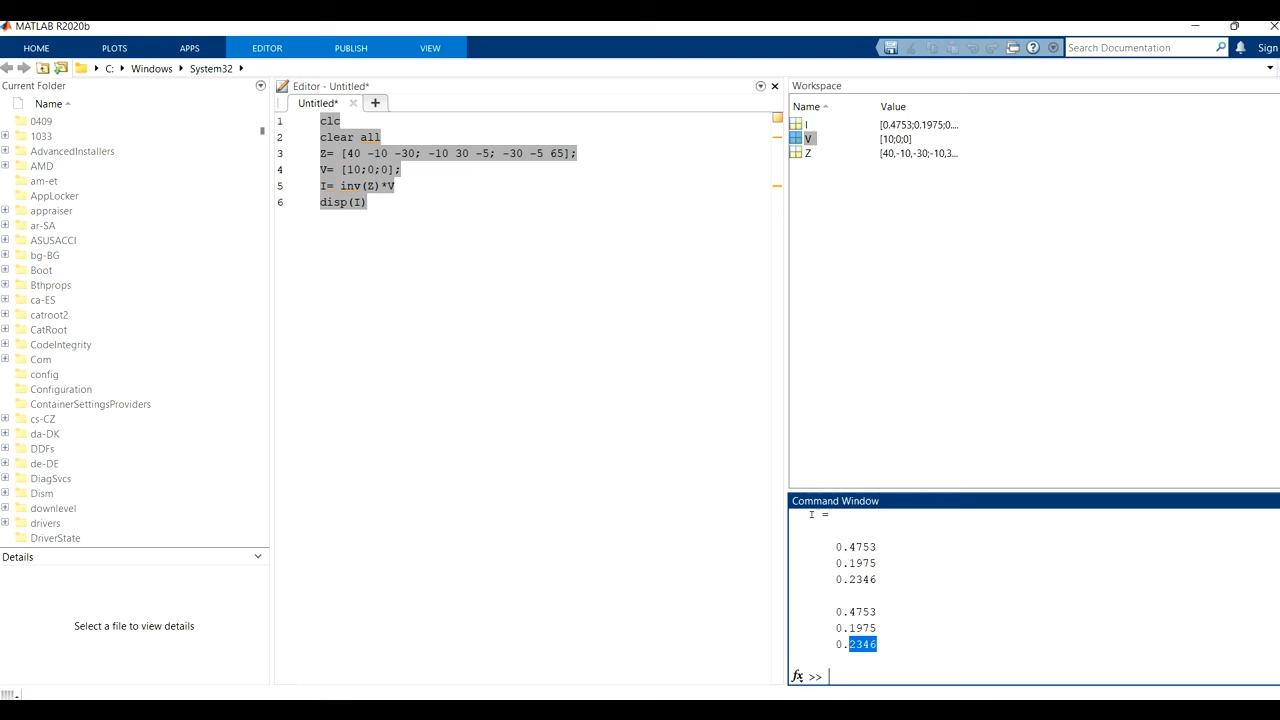 MATLAB R2020b
HOME PLOTS APPS EDITOR PUBLISH VIEW Search Documentation Sign
C: Windows System32
Current Folder
Name
0409
1033
AdvancedInstallers
AMD
am-et
AppLocker
appraiser
ar-SA
ASUSACCI
bg-BG
Boot
Bthprops
ca-ES
catroot2
CatRoot
CodeIntegrity
Com
config
Configuration
ContainerSettingsProviders
cs-CZ
da-DK
DDFs
de-DE
DiagSvcs
Dism
downlevel
drivers
DriverState
Details
Select a file to view details
Editor - Untitled*
Untitled*
1 clc
2 clear all
3 Z= [40 -10 -30; -10 30 -5; -30 -5 65];
4 V= [10;0;0];
5 I= inv(Z)*V
6 disp(I)
Workspace
Name Value
I [0.4753;0.1975;0....
V [10;0;0]
Z [40,-10,-30;-10,3...
Command Window
I =
0.4753
0.1975
0.2346
0.4753
0.1975
0.2346
fx >>